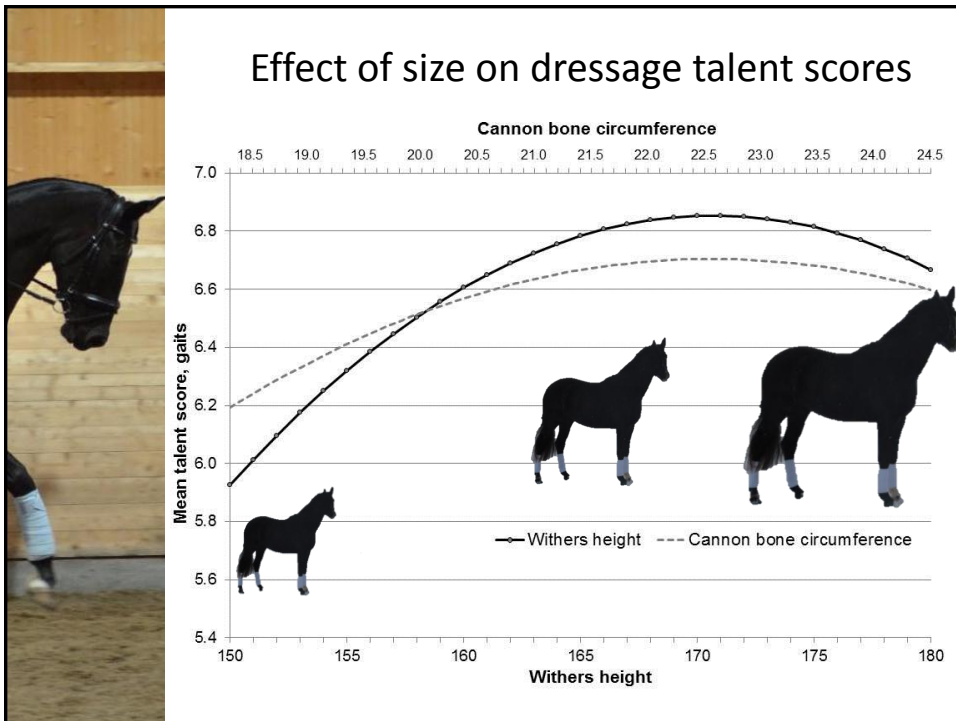 Effect of size on dressage talent scores
Cannon bone circumference
18.5 19.0 19.5 20.0 20.5 21.0 21.5 22.0 22.5 23.0 23.5 24.0 24.5
7.0
6.8
6.6
6.4
6.2
6.0
5.8
5.6
5.4
Mean talent score, gaits
Withers height Cannon bone circumference
150 155 160 165 170 175 180
Withers height